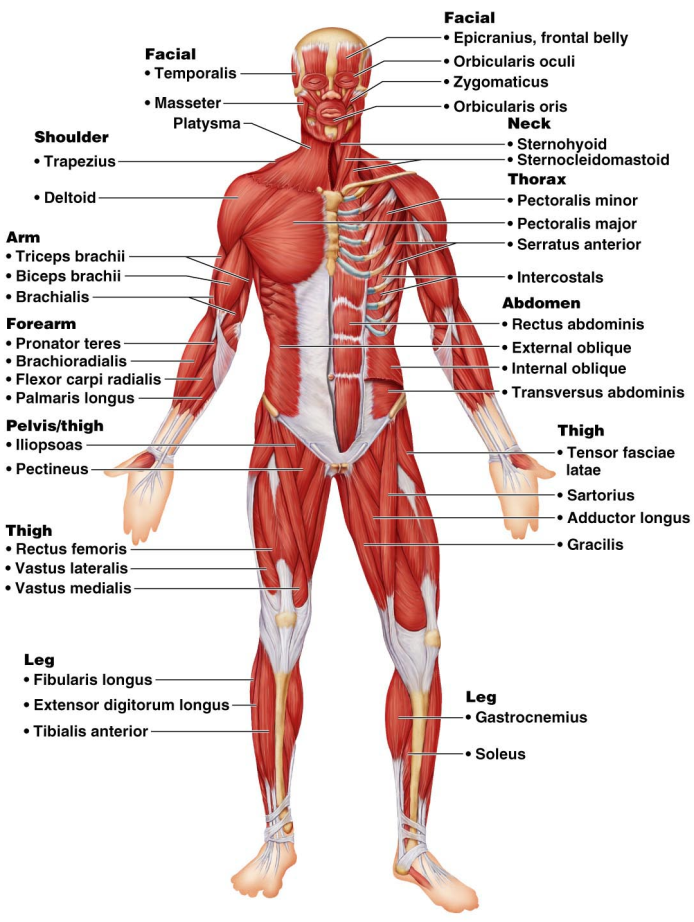 Facial
• Temporalis
• Masseter
Platysma
Shoulder
• Trapezius
• Deltoid
Arm
• Triceps brachii
• Biceps brachii
• Brachialis
Forearm
• Pronator teres
• Brachioradialis
• Flexor carpi radialis
• Palmaris longus
Pelvis/thigh
• Iliopsoas
• Pectineus
Thigh
• Rectus femoris
• Vastus lateralis
• Vastus medialis
Leg
• Fibularis longus
• Extensor digitorum longus
• Tibialis anterior
Facial
• Epicranius, frontal belly
• Orbicularis oculi
• Zygomaticus
• Orbicularis oris
Neck
• Sternohyoid
• Sternocleidomastoid
Thorax
• Pectoralis minor
• Pectoralis major
• Serratus anterior
• Intercostals
Abdomen
• Rectus abdominis
• External oblique
• Internal oblique
• Transversus abdominis
Thigh
• Tensor fasciae
latae
• Sartorius
• Adductor longus
• Gracilis
Leg
• Gastrocnemius
• Soleus